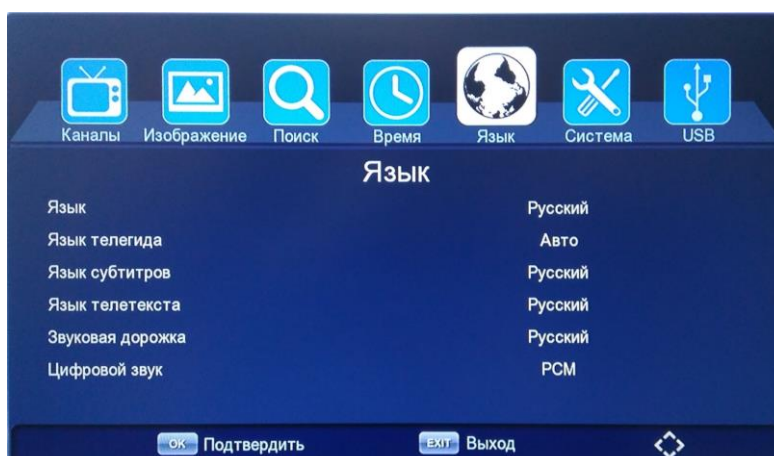 Каналы Изображение Поиск Время Язык Система USB
Язык
Язык Русский
Язык телегида Авто
Язык субтитров Русский
Язык телетекста Русский
Звуковая дорожка Русский
Цифровой звук PCM
OK Подтвердить EXIT Выход